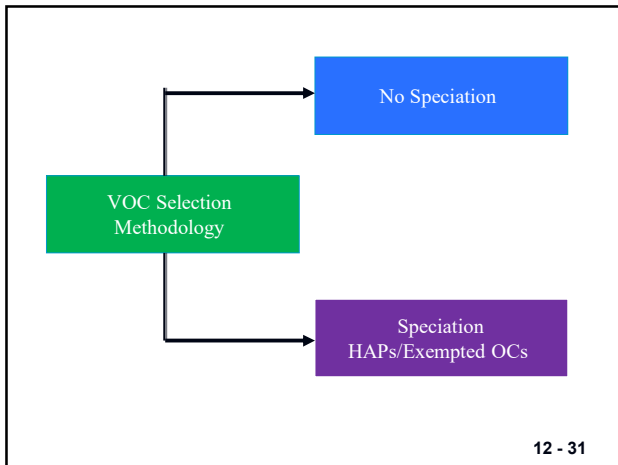 No Speciation
VOC Selection
Methodology
Speciation
HAPs/Exempted OCs
12 - 31